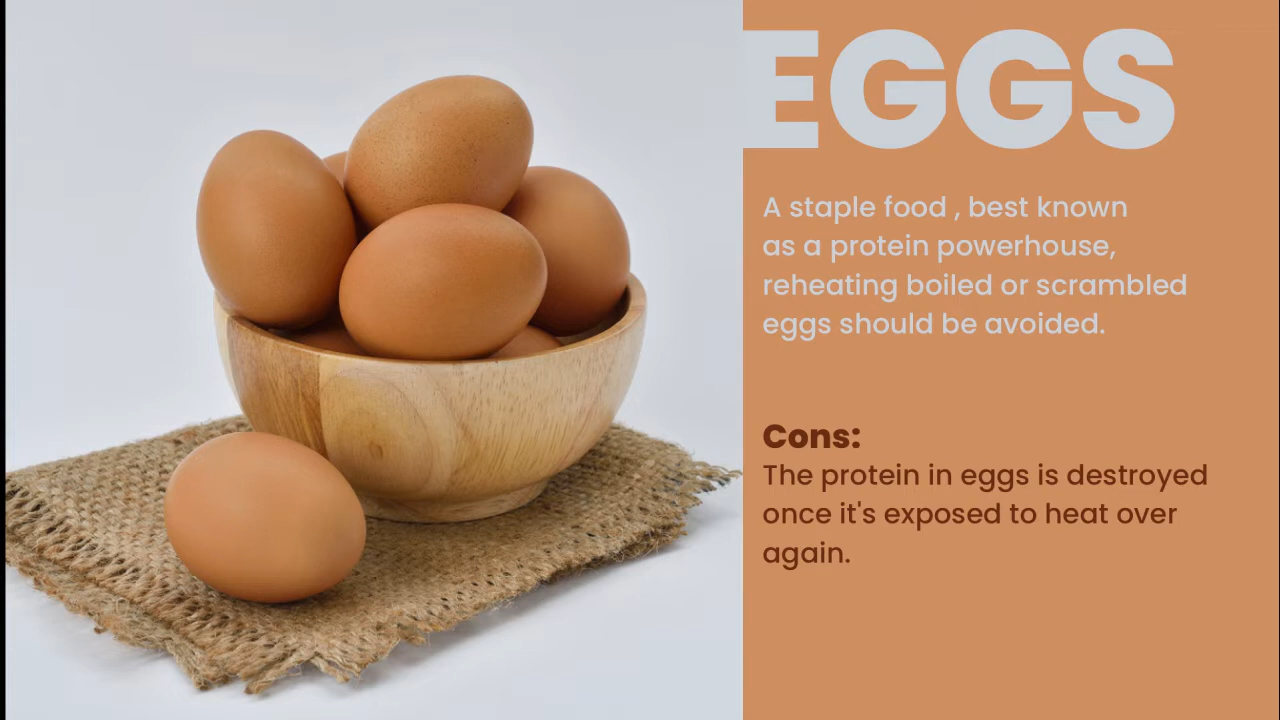 EGGS
A staple food , best known
as a protein powerhouse,
reheating boiled or scrambled
eggs should be avoided.
Cons:
The protein in eggs is destroyed
once it's exposed to heat over
again.